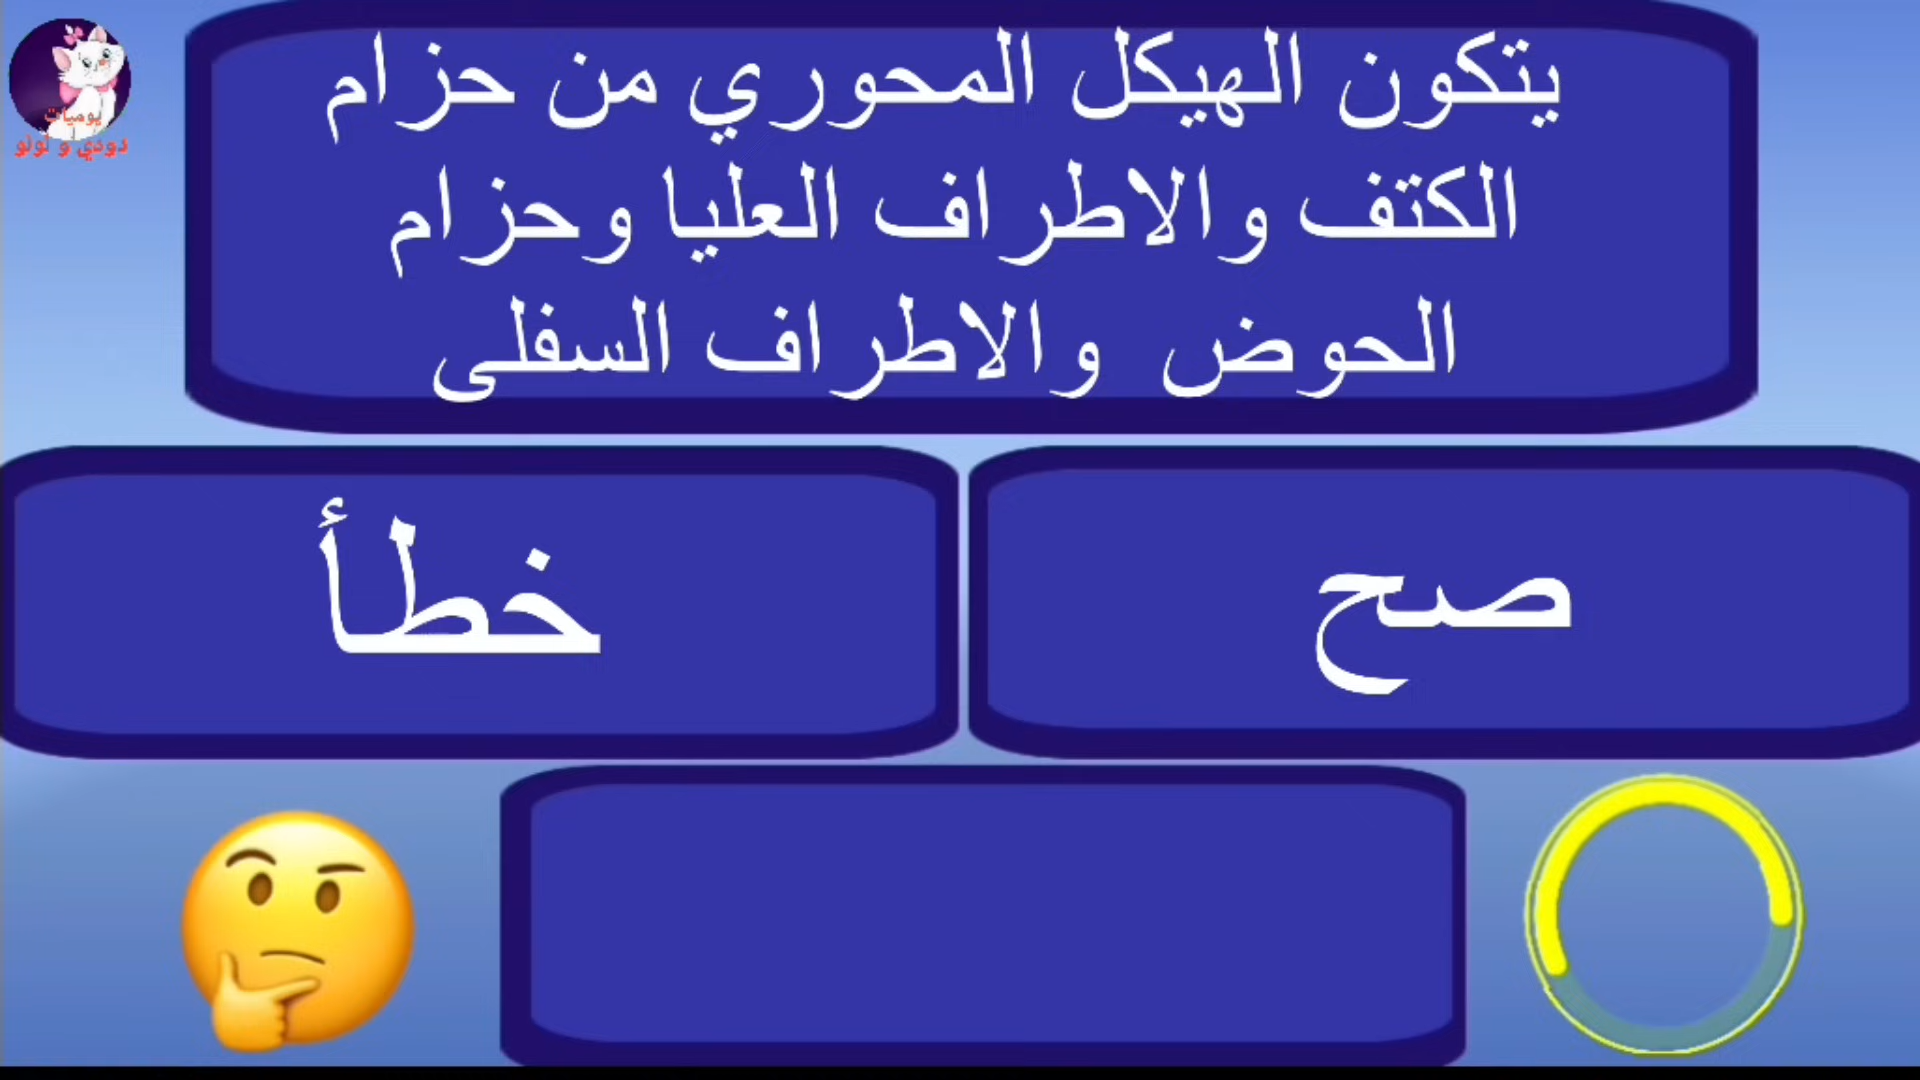 يتكون الهيكل المحوري من حزام
الكتف والاطراف العليا وحزام
الحوض والاطراف السفلى
صح
خطأ
يوميات
دودي و لولو